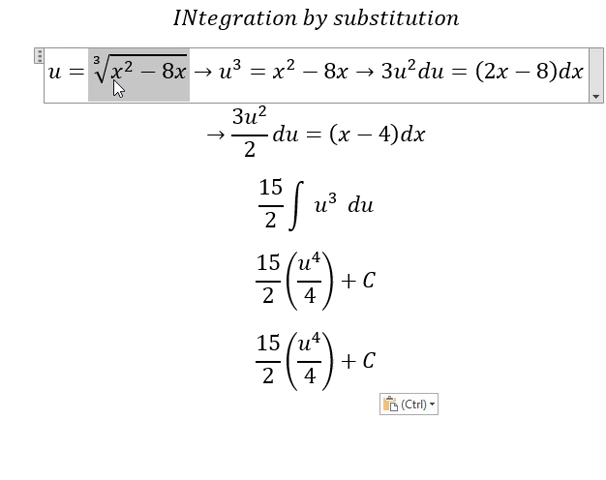 INtegration by substitution
u = ∛(x² − 8x) → u³ = x² − 8x → 3u²du = (2x − 8)dx
→ 3u²/2 du = (x − 4)dx
15/2 ∫ u³ du
15/2 (u⁴/4) + C
15/2 (u⁴/4) + C
(Ctrl)